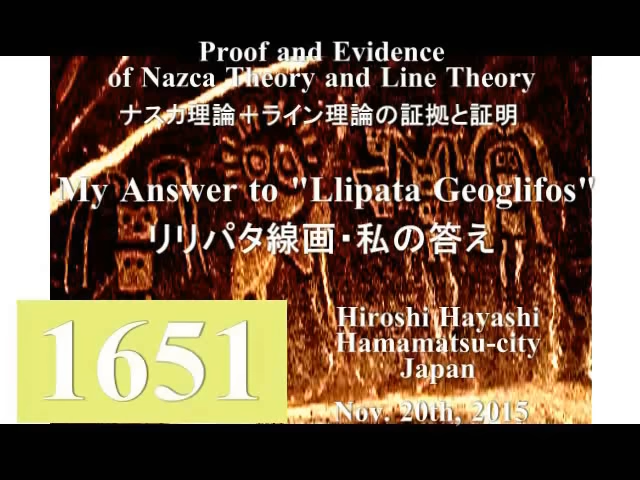 Proof and Evidence
of Nazca Theory and Line Theory
ナスカ理論+ライン理論の証拠と証明
My Answer to "Llipata Geoglifos"
リリパタ線画・私の答え
1651
Hiroshi Hayashi
Hamamatsu-city
Japan
Nov. 20th, 2015